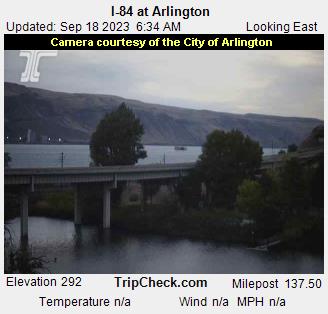 I-84 at Arlington
Updated: Sep 18 2023 6:34 AM Looking East
Camera courtesy of the City of Arlington
Elevation 292 TripCheck.com Milepost 137.50
Temperature n/a Wind n/a MPH n/a